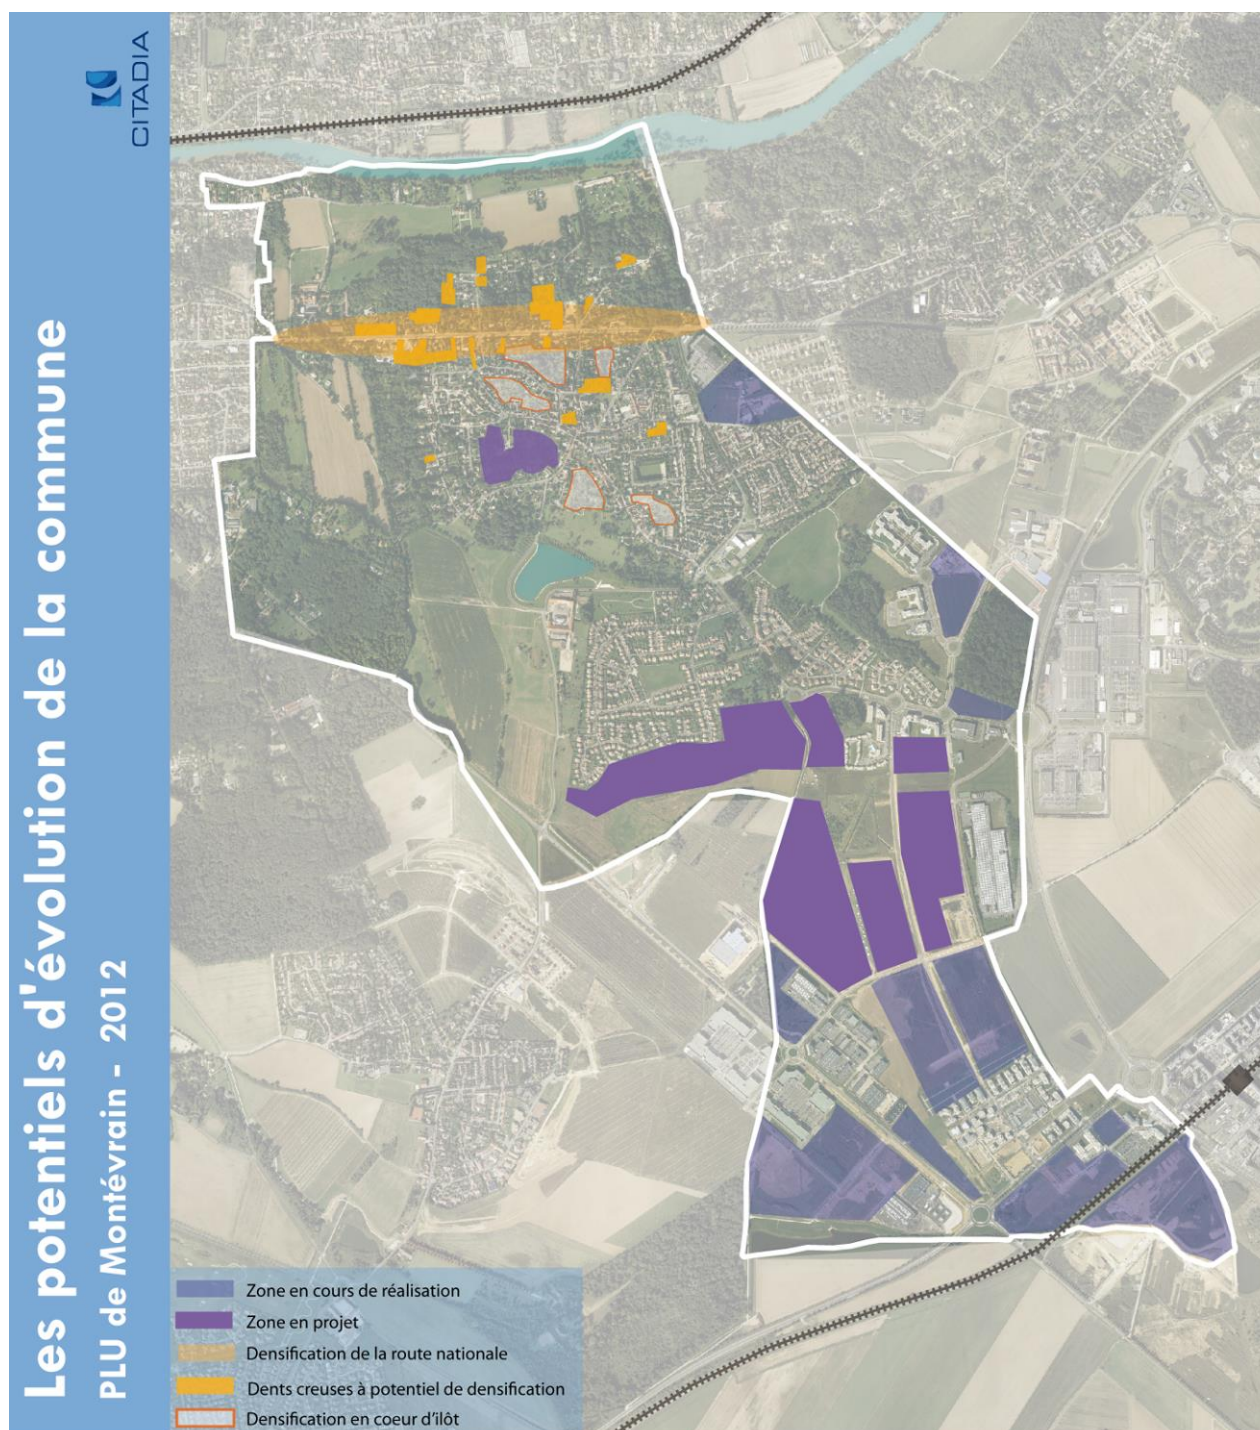 Les potentiels d'évolution de la commune
PLU de Montévrain - 2012
CITADIA
Zone en cours de réalisation
Zone en projet
Densification de la route nationale
Dents creuses à potentiel de densification
Densification en coeur d'ilôt